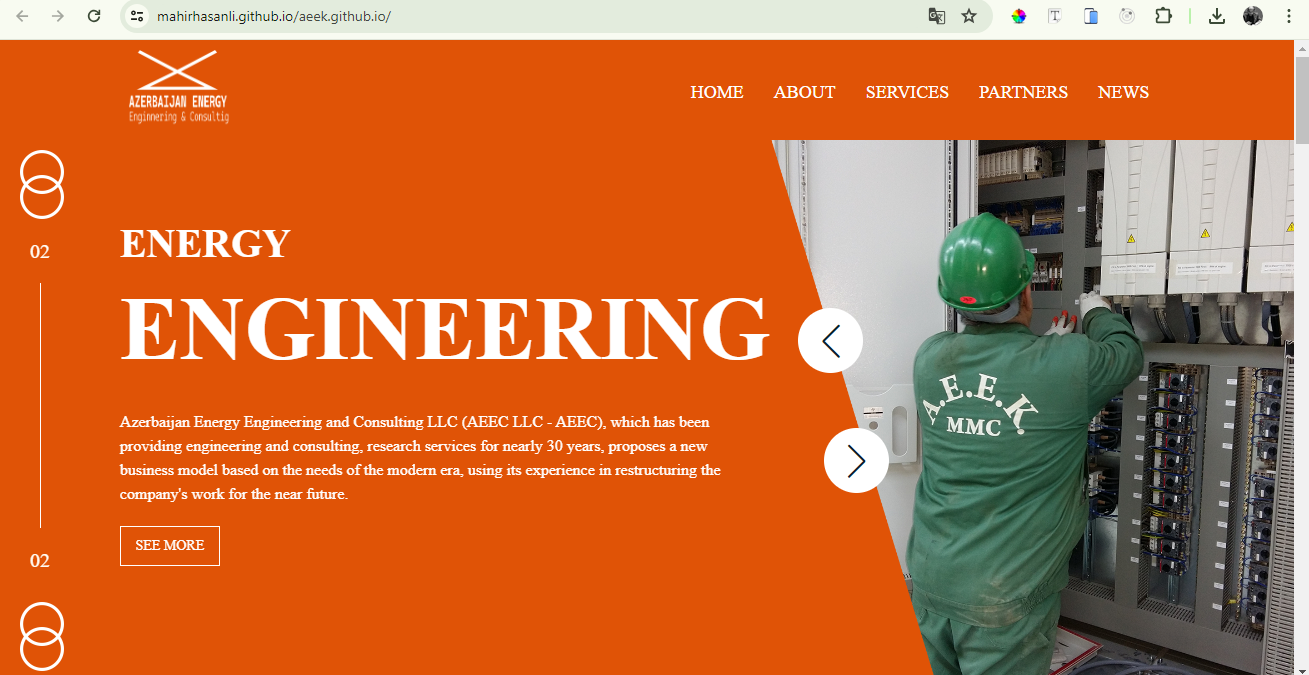 mahirhasanli.github.io/aeek.github.io/
AZERBAIJAN ENERGY
Enginnering & Consultig
HOME ABOUT SERVICES PARTNERS NEWS
02
ENERGY
ENGINEERING
A.E.E.K.
MMC
Azerbaijan Energy Engineering and Consulting LLC (AEEC LLC - AEEC), which has been
providing engineering and consulting, research services for nearly 30 years, proposes a new
business model based on the needs of the modern era, using its experience in restructuring the
company's work for the near future.
SEE MORE
02